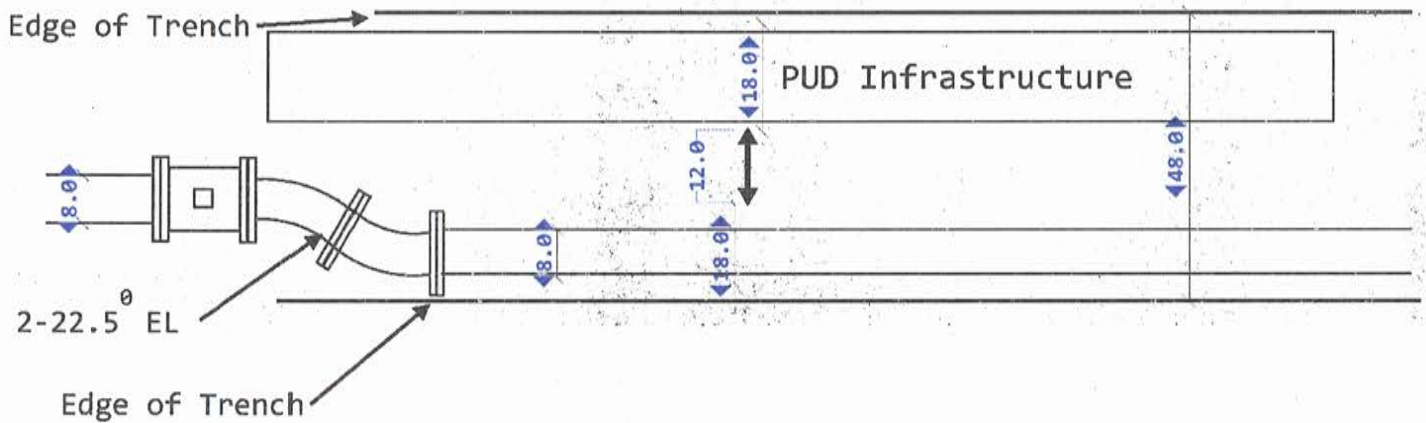 Edge of Trench
18.0
PUD Infrastructure
12.0
48.0
8.0
8.0
18.0
2-22.5⁰ EL
Edge of Trench